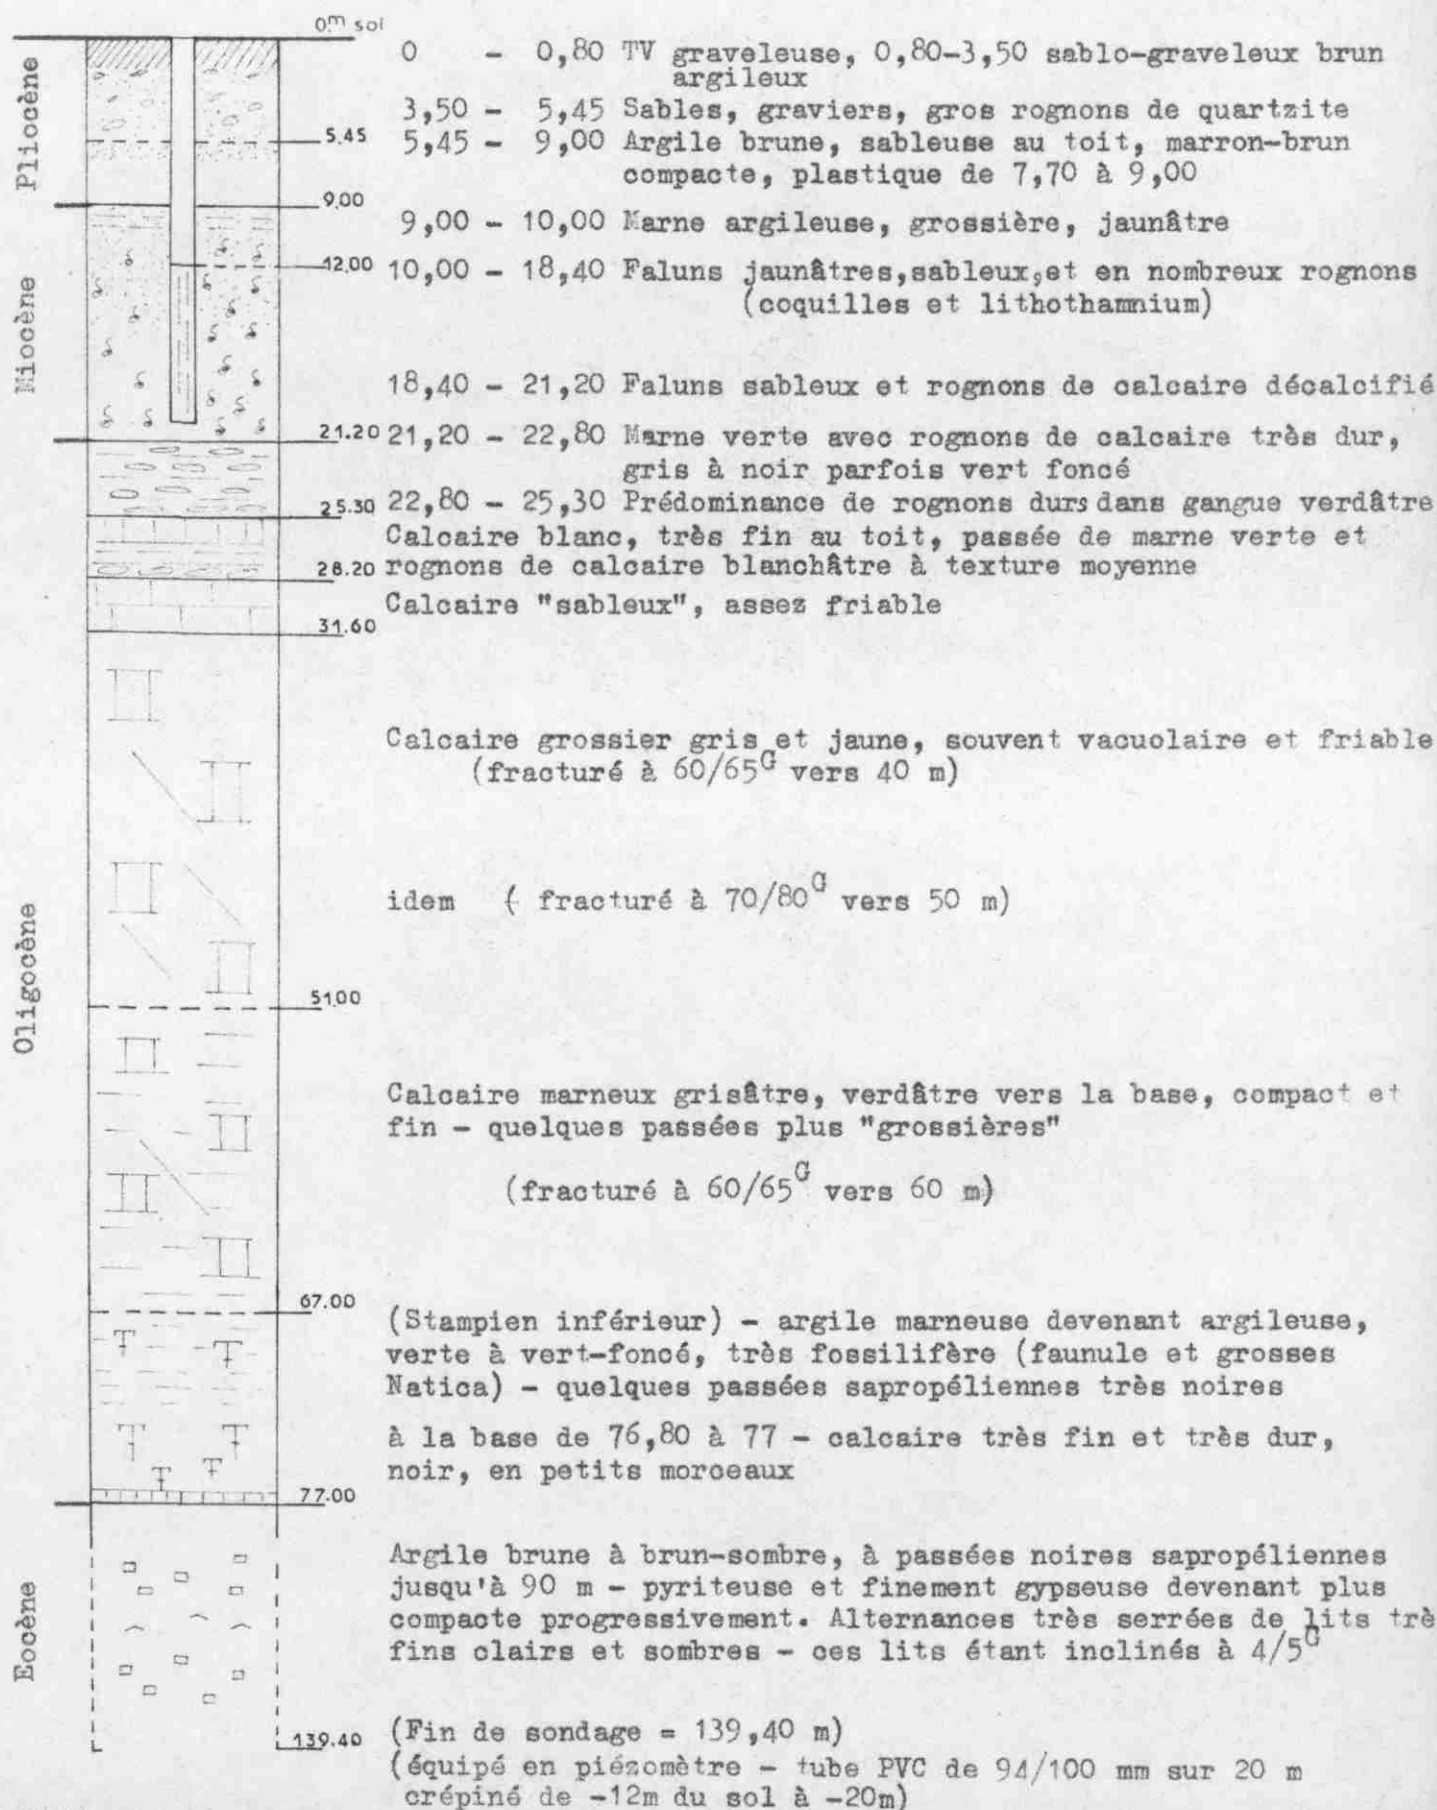 0m sol
0 - 0,80 TV graveleuse, 0,80-3,50 sablo-graveleux brun
argileux
3,50 - 5,45 Sables, graviers, gros rognons de quartzite
5.45
5,45 - 9,00 Argile brune, sableuse au toit, marron-brun
compacte, plastique de 7,70 à 9,00
Pliocène
9.00
9,00 - 10,00 Marne argileuse, grossière, jaunâtre
12.00
10,00 - 18,40 Faluns jaunâtres,sableux,et en nombreux rognons
(coquilles et lithothamnium)
Miocène
18,40 - 21,20 Faluns sableux et rognons de calcaire décalcifié
21.20
21,20 - 22,80 Marne verte avec rognons de calcaire très dur,
gris à noir parfois vert foncé
25.30
22,80 - 25,30 Prédominance de rognons durs dans gangue verdâtre
Calcaire blanc, très fin au toit, passée de marne verte et
28.20
rognons de calcaire blanchâtre à texture moyenne
Calcaire "sableux", assez friable
31.60
Calcaire grossier gris et jaune, souvent vacuolaire et friable
(fracturé à 60/65G vers 40 m)
idem ( fracturé à 70/80G vers 50 m)
Oligocène
51.00
Calcaire marneux grisâtre, verdâtre vers la base, compact et
fin - quelques passées plus "grossières"
(fracturé à 60/65G vers 60 m)
67.00
(Stampien inférieur) - argile marneuse devenant argileuse,
verte à vert-foncé, très fossilifère (faunule et grosses
Natica) - quelques passées sapropéliennes très noires
à la base de 76,80 à 77 - calcaire très fin et très dur,
noir, en petits morceaux
77.00
Argile brune à brun-sombre, à passées noires sapropéliennes
jusqu'à 90 m - pyriteuse et finement gypseuse devenant plus
compacte progressivement. Alternances très serrées de lits trè
fins clairs et sombres - ces lits étant inclinés à 4/5G
Eocène
139.40
(Fin de sondage = 139,40 m)
(équipé en piézomètre - tube PVC de 94/100 mm sur 20 m
crépiné de -12m du sol à -20m)